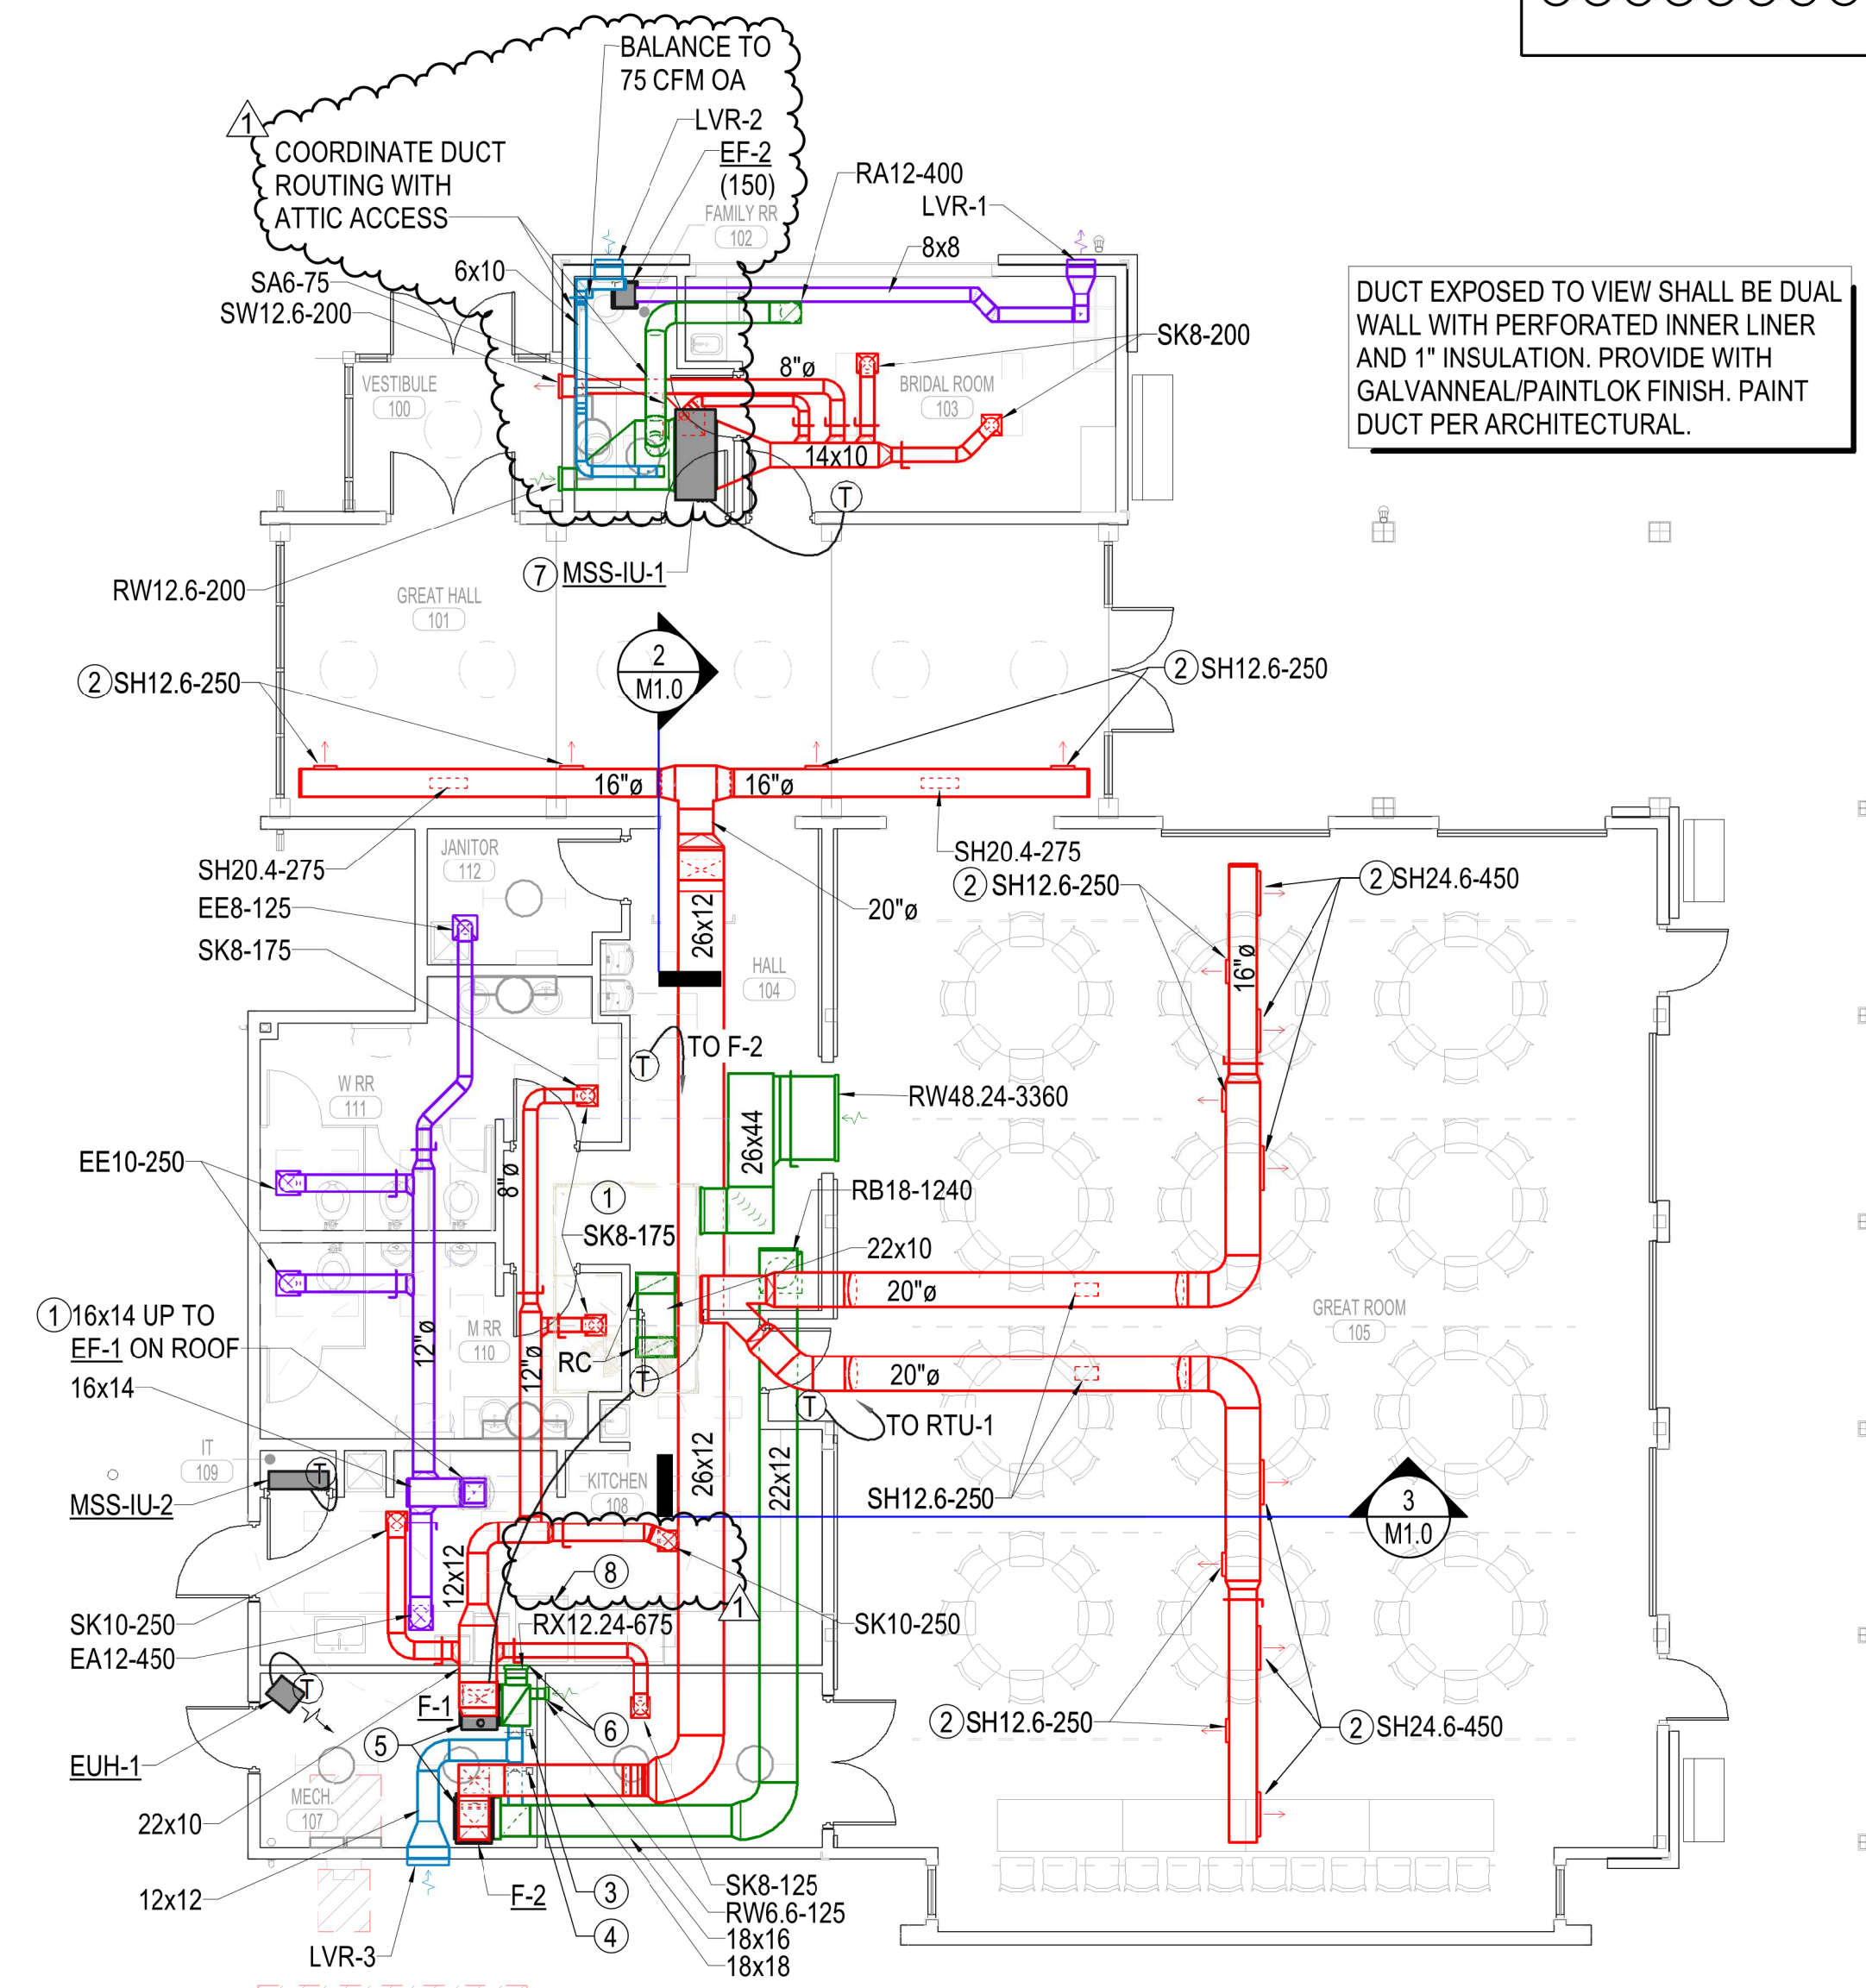 BALANCE TO
75 CFM OA
LVR-2
EF-2
(150)
1
COORDINATE DUCT
ROUTING WITH
ATTIC ACCESS
FAMILY RR
102
RA12-400
LVR-1
8x8
6x10
SA6-75
SW12.6-200
DUCT EXPOSED TO VIEW SHALL BE DUAL
WALL WITH PERFORATED INNER LINER
AND 1" INSULATION. PROVIDE WITH
GALVANNEAL/PAINTLOK FINISH. PAINT
DUCT PER ARCHITECTURAL.
SK8-200
VESTIBULE
100
8"ø
BRIDAL ROOM
103
14x10
T
7 MSS-IU-1
RW12.6-200
GREAT HALL
101
2
M1.0
2 SH12.6-250
2 SH12.6-250
16"ø
16"ø
JANITOR
112
SH20.4-275
SH20.4-275
EE8-125
SK8-175
2 SH12.6-250
2 SH24.6-450
20"ø
26x12
16"ø
HALL
104
TO F-2
T
W RR
111
RW48.24-3360
26x44
EE10-250
8"ø
1
SK8-175
RB18-1240
22x10
20"ø
GREAT ROOM
105
1 16x14 UP TO
EF-1 ON ROOF
12"ø
M RR
110
12"ø
RC
T
20"ø
16x14
T
TO RTU-1
IT
109
T
MSS-IU-2
KITCHEN
108
26x12
22x12
SH12.6-250
3
M1.0
12x12
8
1
SK10-250
RX12.24-675
SK10-250
EA12-450
T
F-1
6
5
2 SH12.6-250
2 SH24.6-450
EUH-1
MECH.
107
22x10
12x12
F-2
3
4
SK8-125
RW6.6-125
18x16
18x18
LVR-3